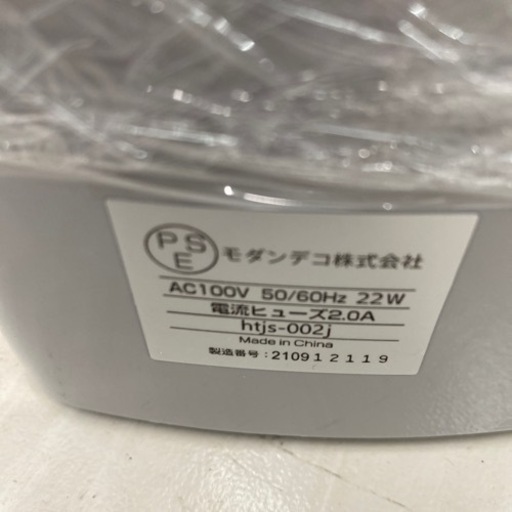 PSE モダンデコ株式会社
AC100V 50/60Hz 22W
電流ヒューズ2.0A
htjs-002j
Made in China
製造番号:210912119